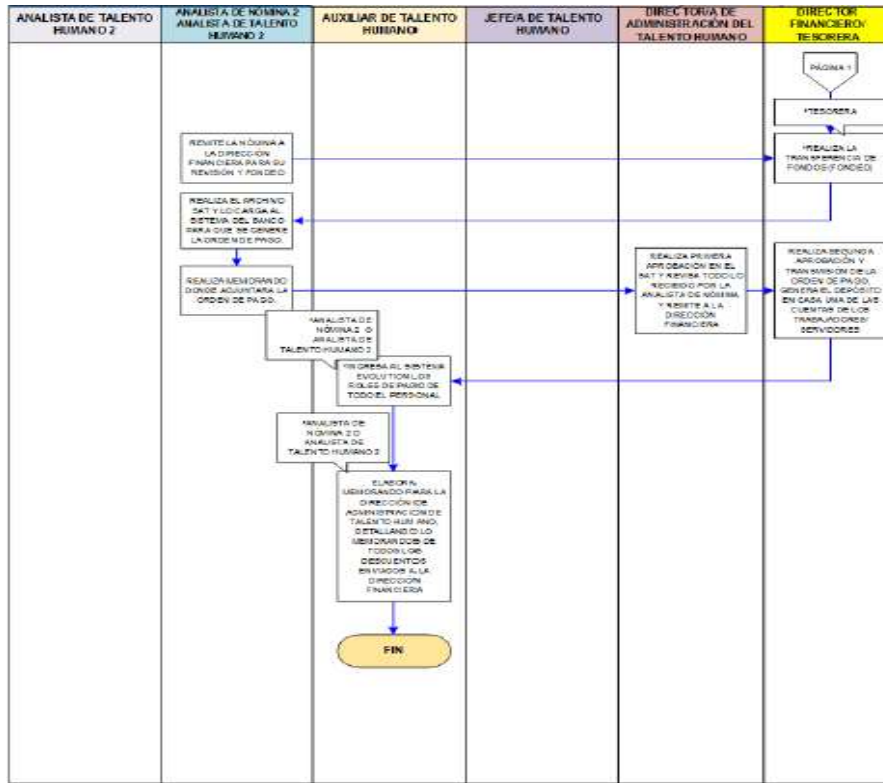 ANALISTA DE TALENTO
HUMANO 2
ANALISTA DE NÓMINA 2
ANALISTA DE TALENTO
HUMANO 2
AUXILIAR DE TALENTO
HUMANO
JEFE/A DE TALENTO
HUMANO
DIRECTOR/A DE
ADMINISTRACIÓN DEL
TALENTO HUMANO
DIRECTOR
FINANCIERO/
TESORERA
PÁGINA 1
*TESORERA
REMITE LA NÓMINA A
LA DIRECCIÓN
FINANCIERA PARA SU
REVISIÓN Y FONDEO
*REALIZA LA
TRANSFERENCIA DE
FONDOS (FONDEO)
REALIZA EL ARCHIVO
SAT Y LO CARGA AL
SISTEMA DEL BANCO
PARA QUE SE GENERE
LA ORDEN DE PAGO.
REALIZA MEMORANDO
DONDE ADJUNTARA LA
ORDEN DE PAGO.
REALIZA PRIMERA
APROBACIÓN EN EL
SAT Y REVISA TODO LO
RECIBIDO POR LA
ANALISTA DE NÓMINA
Y REMITE A LA
DIRECCIÓN
FINANCIERA
REALIZA SEGUNDA
APROBACIÓN Y
TRANSMISIÓN DE LA
ORDEN DE PAGO,
GENERA EL DEPÓSITO
EN CASA UNA DE LAS
CUENTAS DE LOS
TRABAJADORES/
SERVIDORES
*ANALISTA DE
NÓMINA 2 O
ANALISTA DE
TALENTO HUMANO 2
*INGRESA AL SISTEMA
EVOLUTION LOS
ROLES DE PAGO DE
TODO EL PERSONAL
*ANALISTA DE
NÓMINA 2 O
ANALISTA DE
TALENTO HUMANO 2
ELABORA
MEMORANDO PARA LA
DIRECCIÓN DE
ADMINISTRACIÓN DE
TALENTO HUMANO,
DETALLANDO LO
MEMORANDOS DE
TODOS LOS
DESCUENTOS
ENVIADOS A LA
DIRECCIÓN
FINANCIERA
FIN